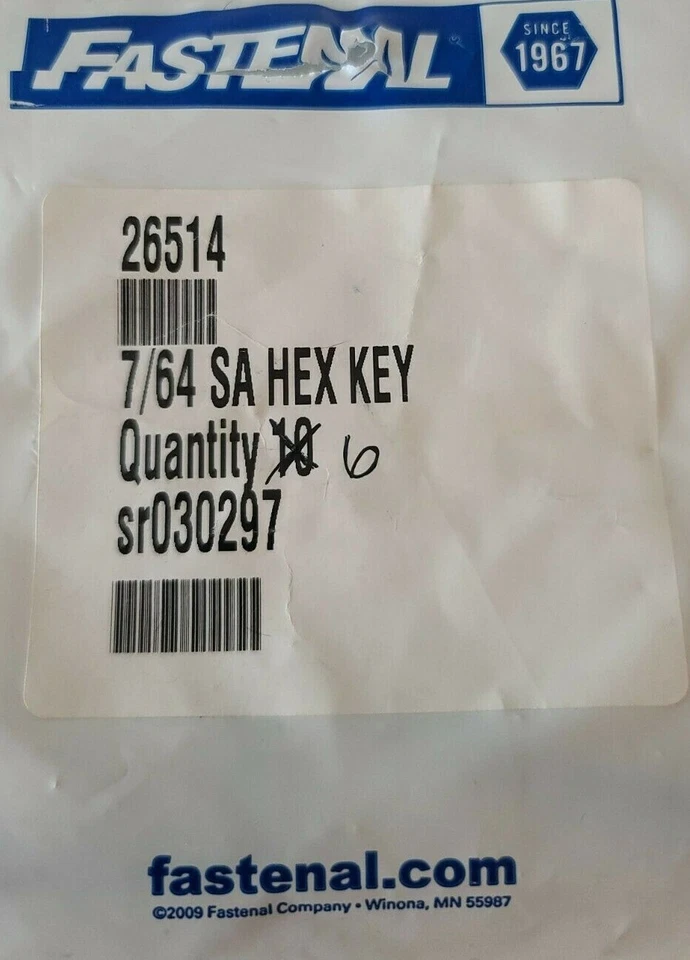 FASTENAL®
SINCE
1967
26514
7/64 SA HEX KEY
Quantity 10 6
sr030297
fastenal.com
©2009 Fastenal Company • Winona, MN 55987